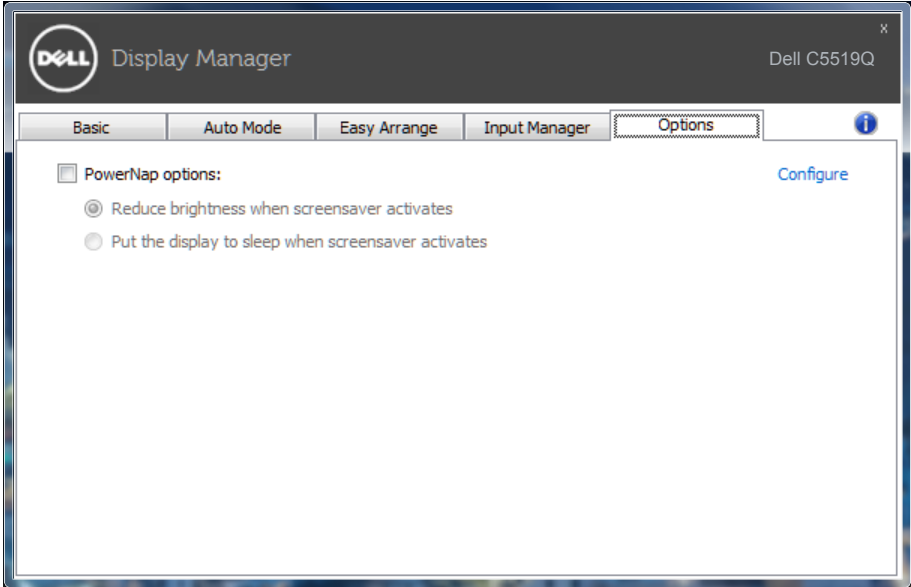 x
DELL Display Manager
Dell C5519Q
Basic Auto Mode Easy Arrange Input Manager Options i
PowerNap options: Configure
Reduce brightness when screensaver activates
Put the display to sleep when screensaver activates